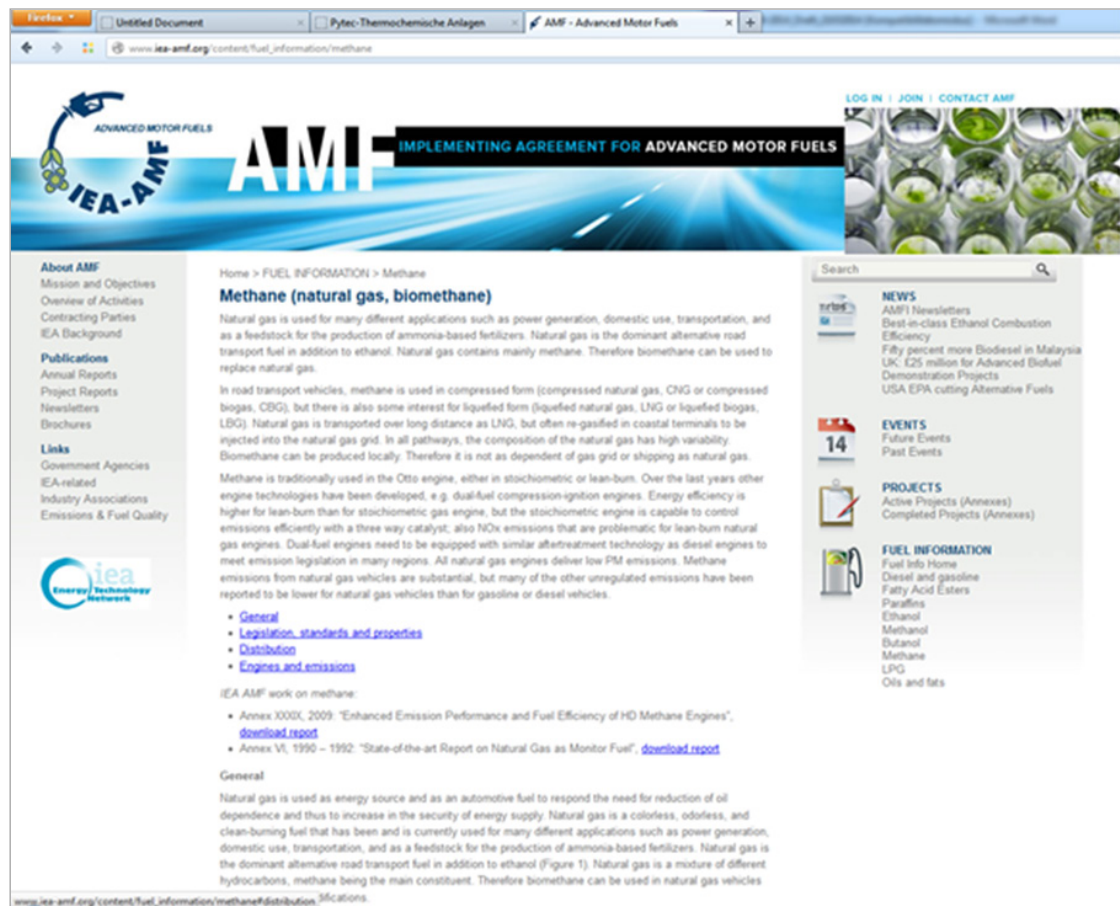 Firefox
Untitled Document
Pytec-Thermochemische Anlagen
AMF - Advanced Motor Fuels
www.iea-amf.org/content/fuel_information/methane
LOG IN | JOIN | CONTACT AMF
ADVANCED MOTOR FUELS
IEA-AMF
AMF
IMPLEMENTING AGREEMENT FOR ADVANCED MOTOR FUELS
About AMF
Mission and Objectives
Overview of Activities
Contracting Parties
IEA Background
Publications
Annual Reports
Project Reports
Newsletters
Brochures
Links
Government Agencies
IEA-related
Industry Associations
Emissions & Fuel Quality
iea
Energy Technology
Network
Home > FUEL INFORMATION > Methane
Methane (natural gas, biomethane)
Natural gas is used for many different applications such as power generation, domestic use, transportation, and
as a feedstock for the production of ammonia-based fertilizers. Natural gas is the dominant alternative road
transport fuel in addition to ethanol. Natural gas contains mainly methane. Therefore biomethane can be used to
replace natural gas.
In road transport vehicles, methane is used in compressed form (compressed natural gas, CNG or compressed
biogas, CBG), but there is also some interest for liquefied form (liquefied natural gas, LNG or liquefied biogas,
LBG). Natural gas is transported over long distance as LNG, but often re-gasified in coastal terminals to be
injected into the natural gas grid. In all pathways, the composition of the natural gas has high variability.
Biomethane can be produced locally. Therefore it is not as dependent of gas grid or shipping as natural gas.
Methane is traditionally used in the Otto engine, either in stoichiometric or lean-burn. Over the last years other
engine technologies have been developed, e.g. dual-fuel compression-ignition engines. Energy efficiency is
higher for lean-burn than for stoichiometric gas engine, but the stoichiometric engine is capable to control
emissions efficiently with a three way catalyst; also NOx emissions that are problematic for lean-burn natural
gas engines. Dual-fuel engines need to be equipped with similar aftertreatment technology as diesel engines to
meet emission legislation in many regions. All natural gas engines deliver low PM emissions. Methane
emissions from natural gas vehicles are substantial, but many of the other unregulated emissions have been
reported to be lower for natural gas vehicles than for gasoline or diesel vehicles.
General
Legislation, standards and properties
Distribution
Engines and emissions
IEA AMF work on methane:
Annex XXXIX, 2009: "Enhanced Emission Performance and Fuel Efficiency of HD Methane Engines",
download report
Annex VI, 1990 – 1992: "State-of-the-art Report on Natural Gas as Monitor Fuel", download report
General
Natural gas is used as energy source and as an automotive fuel to respond the need for reduction of oil
dependence and thus to increase in the security of energy supply. Natural gas is a colorless, odorless, and
clean-burning fuel that has been and is currently used for many different applications such as power generation,
domestic use, transportation, and as a feedstock for the production of ammonia-based fertilizers. Natural gas is
the dominant alternative road transport fuel in addition to ethanol (Figure 1). Natural gas is a mixture of different
hydrocarbons, methane being the main constituent. Therefore biomethane can be used in natural gas vehicles
difications.
www.iea-amf.org/content/fuel_information/methane#distribution
Search
NEWS
AMFI Newsletters
Best-in-class Ethanol Combustion
Efficiency
Fifty percent more Biodiesel in Malaysia
UK: £25 million for Advanced Biofuel
Demonstration Projects
USA EPA cutting Alternative Fuels
14
EVENTS
Future Events
Past Events
PROJECTS
Active Projects (Annexes)
Completed Projects (Annexes)
FUEL INFORMATION
Fuel Info Home
Diesel and gasoline
Fatty Acid Esters
Paraffins
Ethanol
Methanol
Butanol
Methane
LPG
Oils and fats